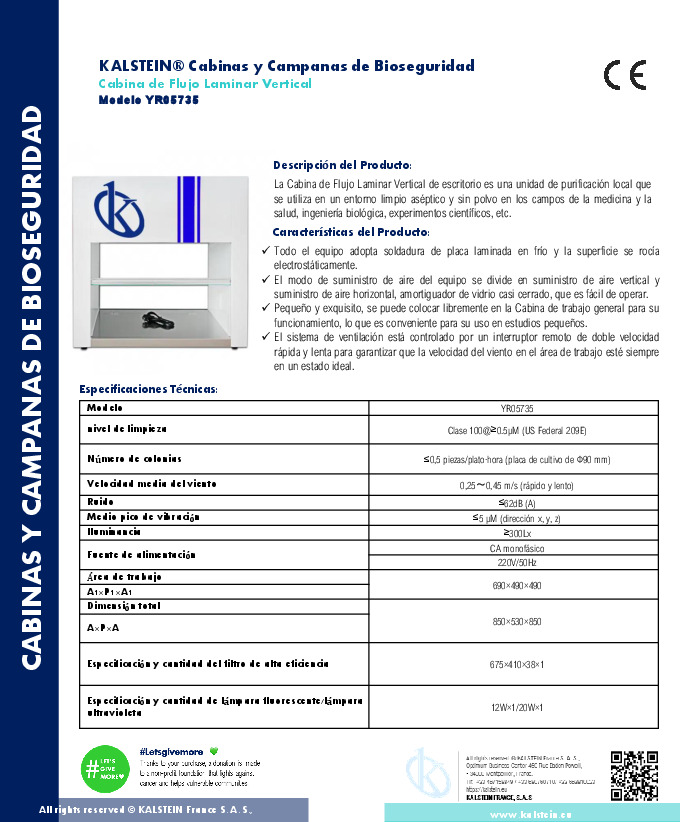 KALSTEIN® Cabinas y Campanas de Bioseguridad
Cabina de Flujo Laminar Vertical
Modelo YR05735
CE
CABINAS Y CAMPANAS DE BIOSEGURIDAD
Descripción del Producto:
La Cabina de Flujo Laminar Vertical de escritorio es una unidad de purificación local que
se utiliza en un entorno limpio aséptico y sin polvo en los campos de la medicina y la
salud, ingeniería biológica, experimentos científicos, etc.
Características del Producto:
✓ Todo el equipo adopta soldadura de placa laminada en frío y la superficie se rocía
electrostáticamente.
✓ El modo de suministro de aire del equipo se divide en suministro de aire vertical y
suministro de aire horizontal, amortiguador de vidrio casi cerrado, que es fácil de operar.
✓ Pequeño y exquisito, se puede colocar libremente en la Cabina de trabajo general para su
funcionamiento, lo que es conveniente para su uso en estudios pequeños.
✓ El sistema de ventilación está controlado por un interruptor remoto de doble velocidad
rápida y lenta para garantizar que la velocidad del viento en el área de trabajo esté siempre
en un estado ideal.
Especificaciones Técnicas:
Modelo YR05735
nivel de limpieza Clase 100@≥0.5μM (US Federal 209E)
Número de colonias ≤0,5 piezas/plato·hora (placa de cultivo de Φ90 mm)
Velocidad media del viento 0,25～0,45 m/s (rápido y lento)
Ruido ≤62dB (A)
Medio pico de vibración ≤5 μM (dirección x, y, z)
Iluminancia ≥300Lx
Fuente de alimentación CA monofásico
220V/50Hz
Área de trabajo 690×490×490
A1×P1×A1
Dimensión total 850×530×850
A×P×A
Especificación y cantidad del filtro de alta eficiencia 675×410×38×1
Especificación y cantidad de lámpara fluorescente/lámpara
ultravioleta 12W×1/20W×1
#LET'S
GIVE
MORE
#Letsgivemore
Thanks to your purchase, a donation is made
to a non-profit foundation that fights against
cancer and helps vulnerable communities
All rights reserved © KALSTEIN France S. A. S.,
https://kalstein.eu
KALSTEIN FRANCE, S.A.S
All rights reserved © KALSTEIN France S. A. S.,
www.kalstein.eu